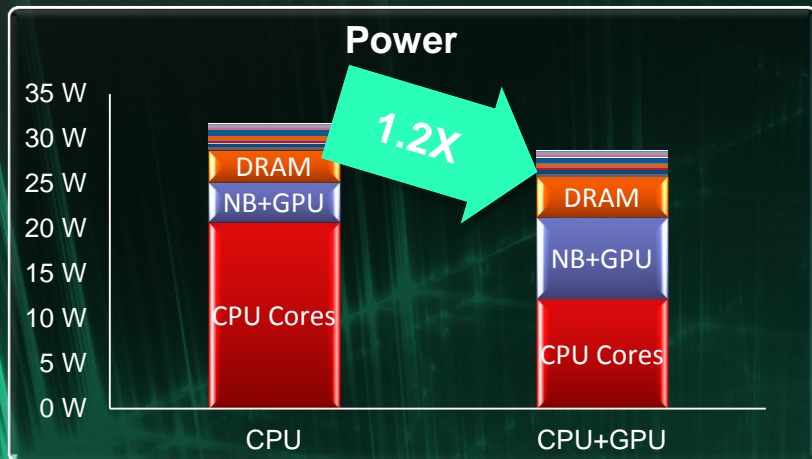 Power
35 W
30 W
25 W
20 W
15 W
10 W
5 W
0 W
1.2X
DRAM
NB+GPU
CPU Cores
DRAM
NB+GPU
CPU Cores
CPU
CPU+GPU